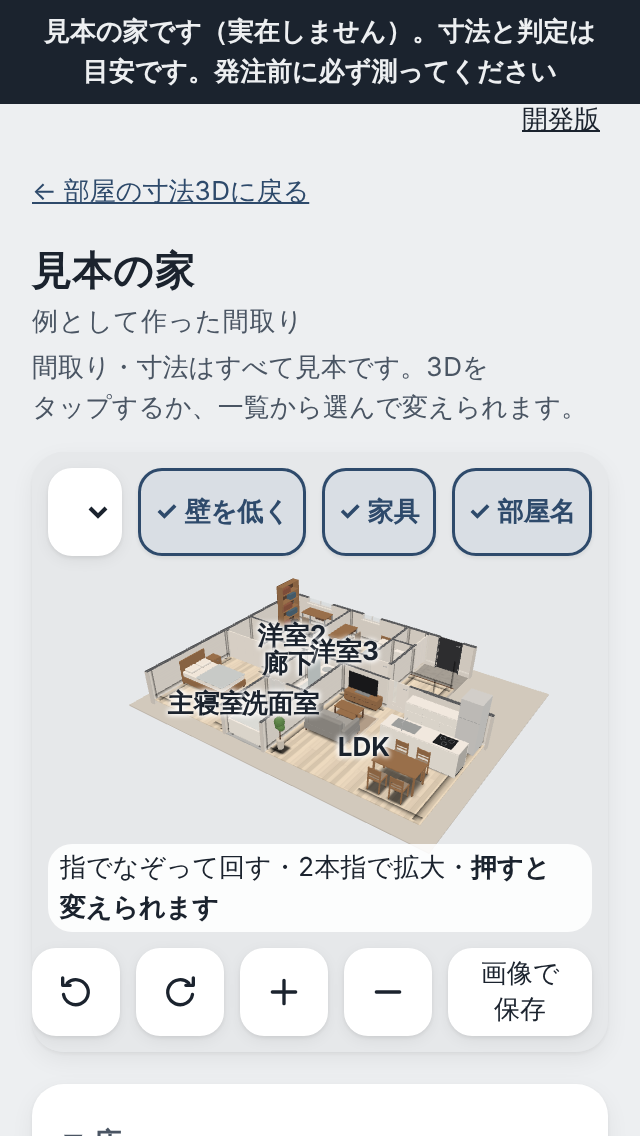 見本の家です（実在しません）。寸法と判定は
目安です。発注前に必ず測ってください
開発版
← 部屋の寸法3Dに戻る
見本の家
例として作った間取り
間取り・寸法はすべて見本です。3Dを
タップするか、一覧から選んで変えられます。
壁を低く
家具
部屋名
洋室2
洋室3
廊下
主寝室
洗面室
LDK
指でなぞって回す・2本指で拡大・押すと
変えられます
画像で
保存